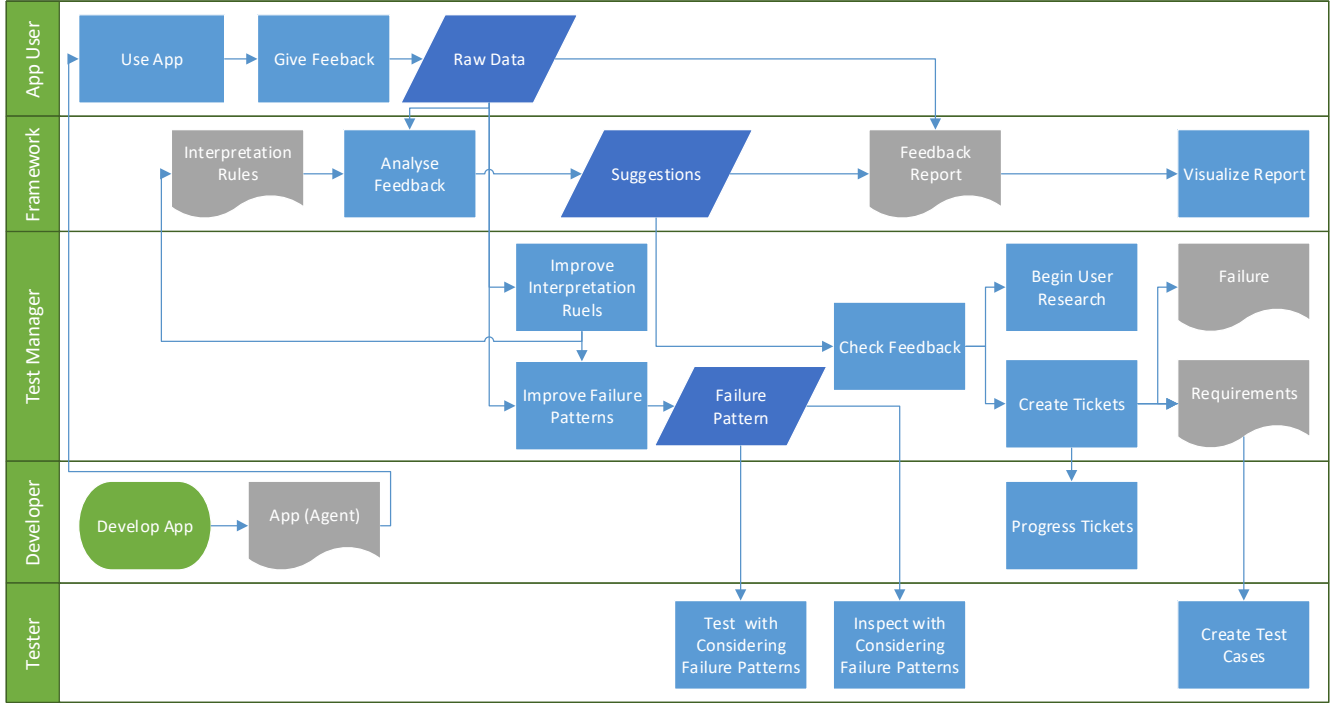 App User
Use App
Give Feeback
Raw Data
Framework
Interpretation
Rules
Analyse
Feedback
Suggestions
Feedback
Report
Visualize Report
Test Manager
Improve
Interpretation
Ruels
Begin User
Research
Failure
Check Feedback
Improve Failure
Patterns
Failure
Pattern
Create Tickets
Requirements
Developer
Develop App
App (Agent)
Progress Tickets
Tester
Test with
Considering
Failure Patterns
Inspect with
Considering
Failure Patterns
Create Test
Cases